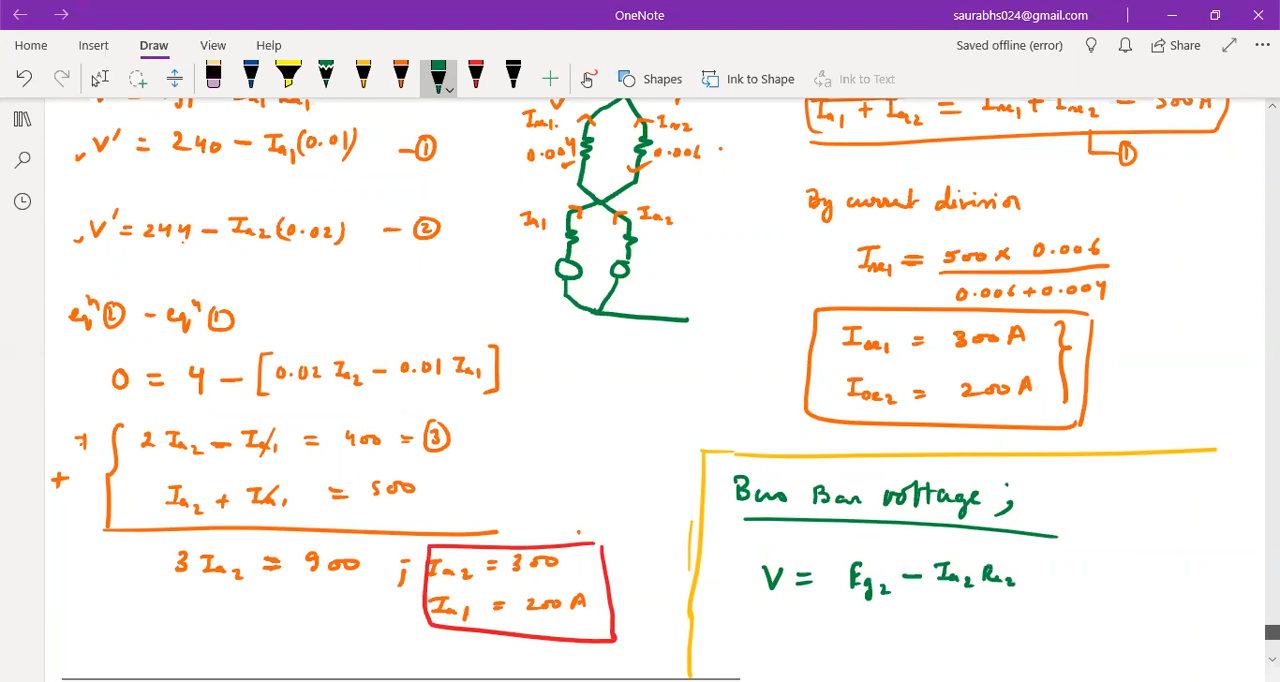 OneNote
saurabhs024@gmail.com
Home Insert Draw View Help
Saved offline (error) Share
Shapes Ink to Shape Ink to Text
V' = 240 - Ia1(0.01) - ①
V' = 244 - Ia2(0.02) - ②
eqn ② - eqn ①
0 = 4 - [0.02 Ia2 - 0.01 Ia1]
2 Ia2 - Ia1 = 400 = ③
+ Ia2 + Ia1 = 500
3 Ia2 = 900 ; Ia2 = 300
Ia1 = 200 A
Ise1 Ise2
0.004 0.006
Ia1 Ia2
Ia1 + Ia2 = Ise1 + Ise2 = 500 A
①
By current division
Ise1 = 500 x 0.006
0.006 + 0.004
Ise1 = 300 A
Ise2 = 200 A
Bus Bar voltage ;
V = Eg2 - Ia2 Ra2